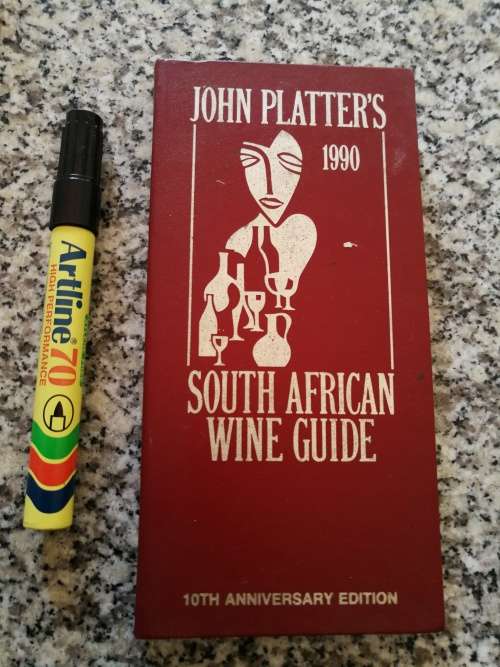 JOHN PLATTER'S
1990
SOUTH AFRICAN
WINE GUIDE
10TH ANNIVERSARY EDITION
Artline® 70
HIGH PERFORMANCE